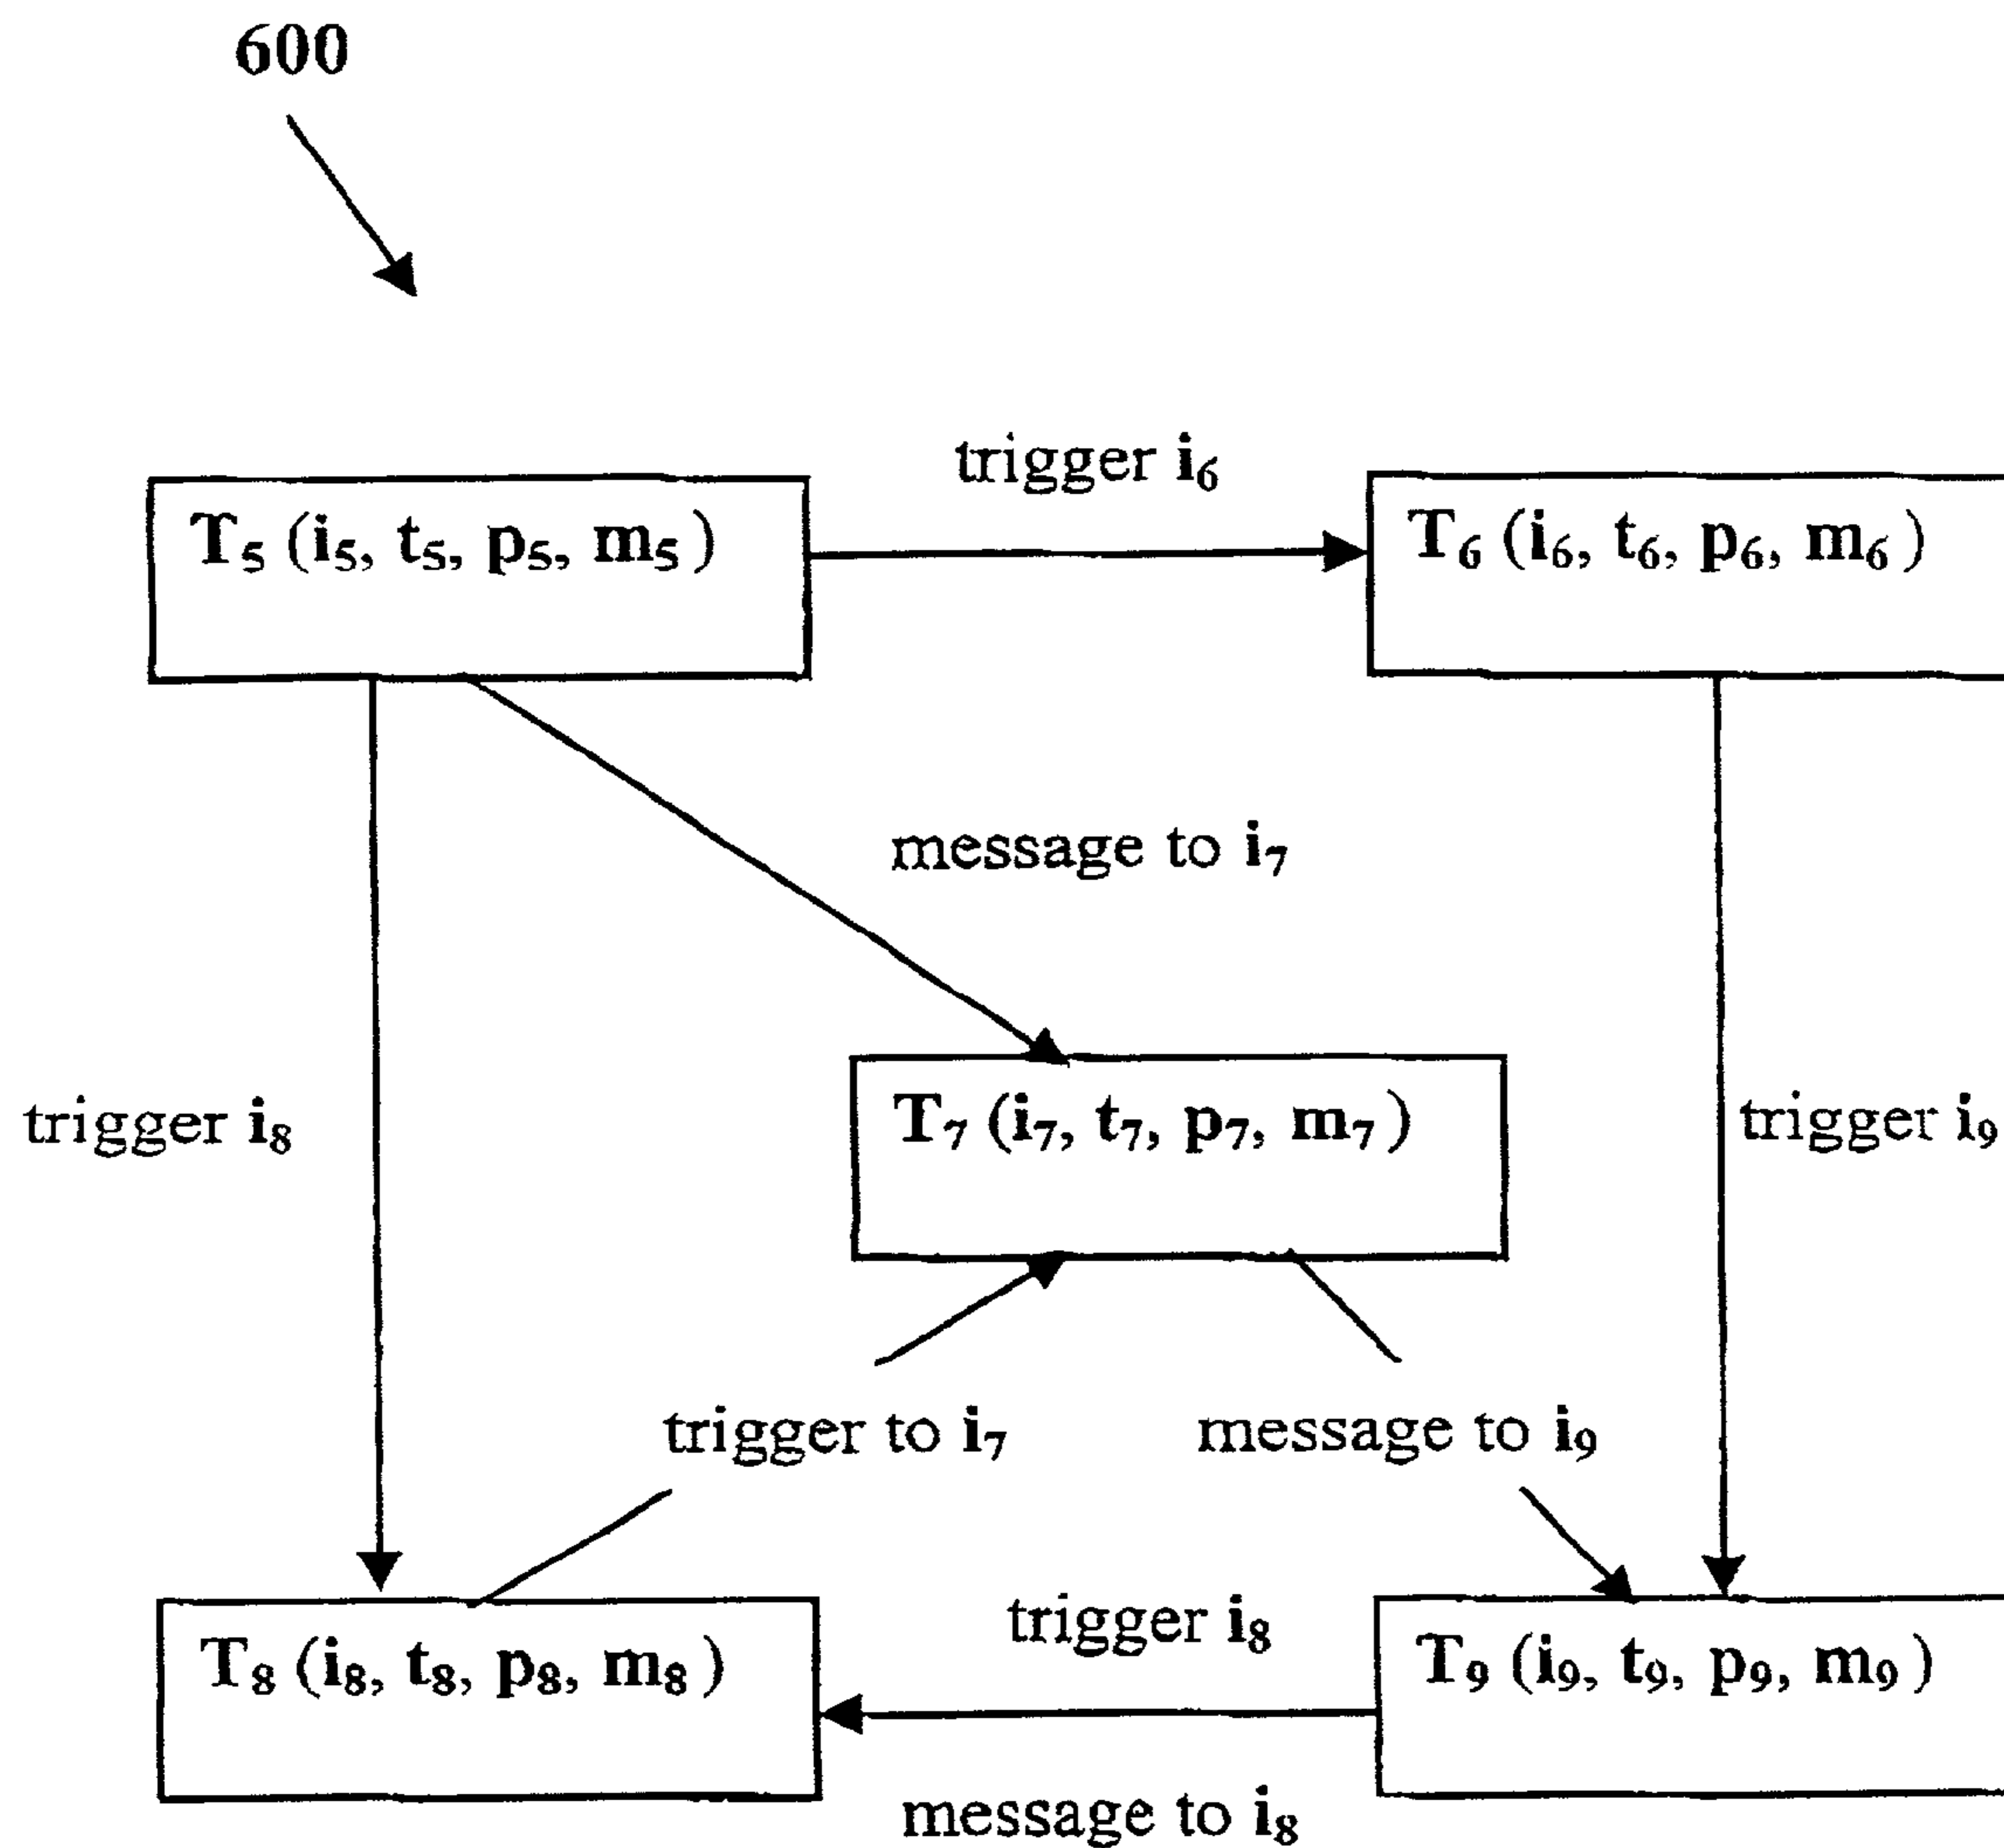 600
trigger i₆
T₅ (i₅, t₅, p₅, m₅)
T₆ (i₆, t₆, p₆, m₆)
message to i₇
trigger i₈
T₇ (i₇, t₇, p₇, m₇)
trigger i₉
trigger to i₇
message to i₉
trigger i₈
T₈ (i₈, t₈, p₈, m₈)
T₉ (i₉, t₉, p₉, m₉)
message to i₈